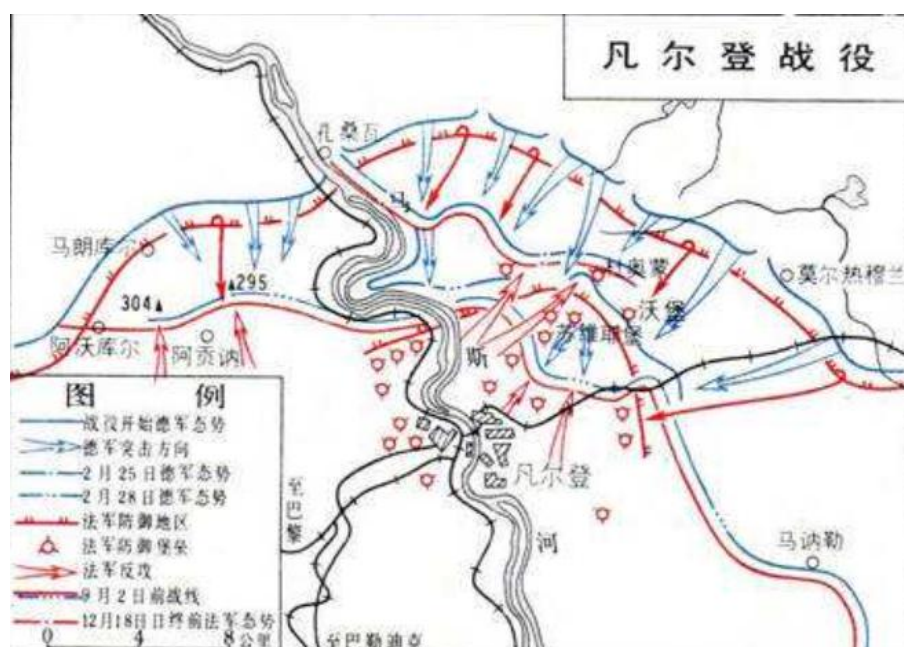 凡尔登战役
孔桑瓦
马
马朗库尔
295
304
杜奥蒙
莫尔热穆兰
沃堡
苏维耶堡
阿沃库尔
阿贡讷
斯
凡尔登
河
马讷勒
至巴黎
至巴勒迪克
图 例
战役开始德军态势
德军突击方向
2月25日德军态势
2月28日德军态势
法军防御地区
法军防御堡垒
法军反攻
9月2日前战线
12月18日日终前法军态势
0 4 8公里